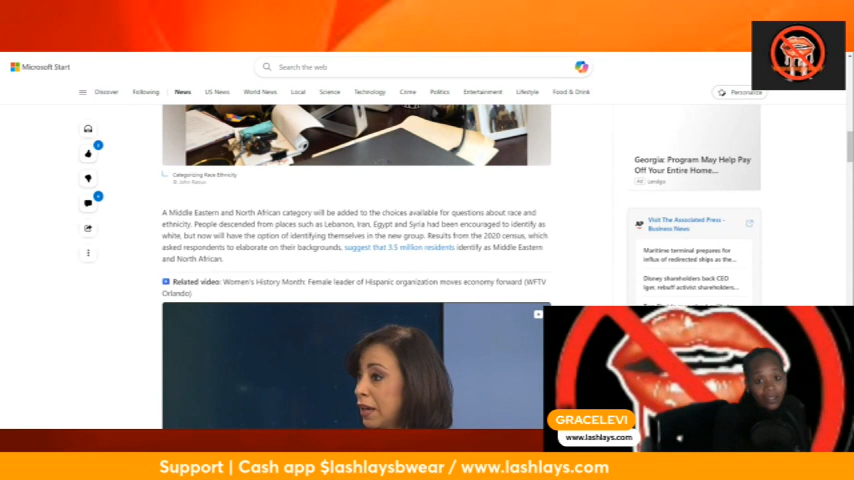 Microsoft Start
Search the web
Discover
Following
News
US News
World News
Local
Science
Technology
Crime
Politics
Entertainment
Lifestyle
Food & Drink
Personalize
Categorizing Race Ethnicity
© John Raoux
A Middle Eastern and North African category will be added to the choices available for questions about race and
ethnicity. People descended from places such as Lebanon, Iran, Egypt and Syria had been encouraged to identify as
white, but now will have the option of identifying themselves in the new group. Results from the 2020 census, which
asked respondents to elaborate on their backgrounds, suggest that 3.5 million residents identify as Middle Eastern
and North African.
Related video: Women's History Month: Female leader of Hispanic organization moves economy forward (WFTV
Orlando)
Georgia: Program May Help Pay
Off Your Entire Home...
Ad
Lendgo
AP
Visit The Associated Press -
Business News
Maritime terminal prepares for
influx of redirected ships as the...
Disney shareholders back CEO
Iger, rebuff activist shareholders...
GRACELEVI
www.lashlays.com
Support | Cash app $lashlaysbwear / www.lashlays.com